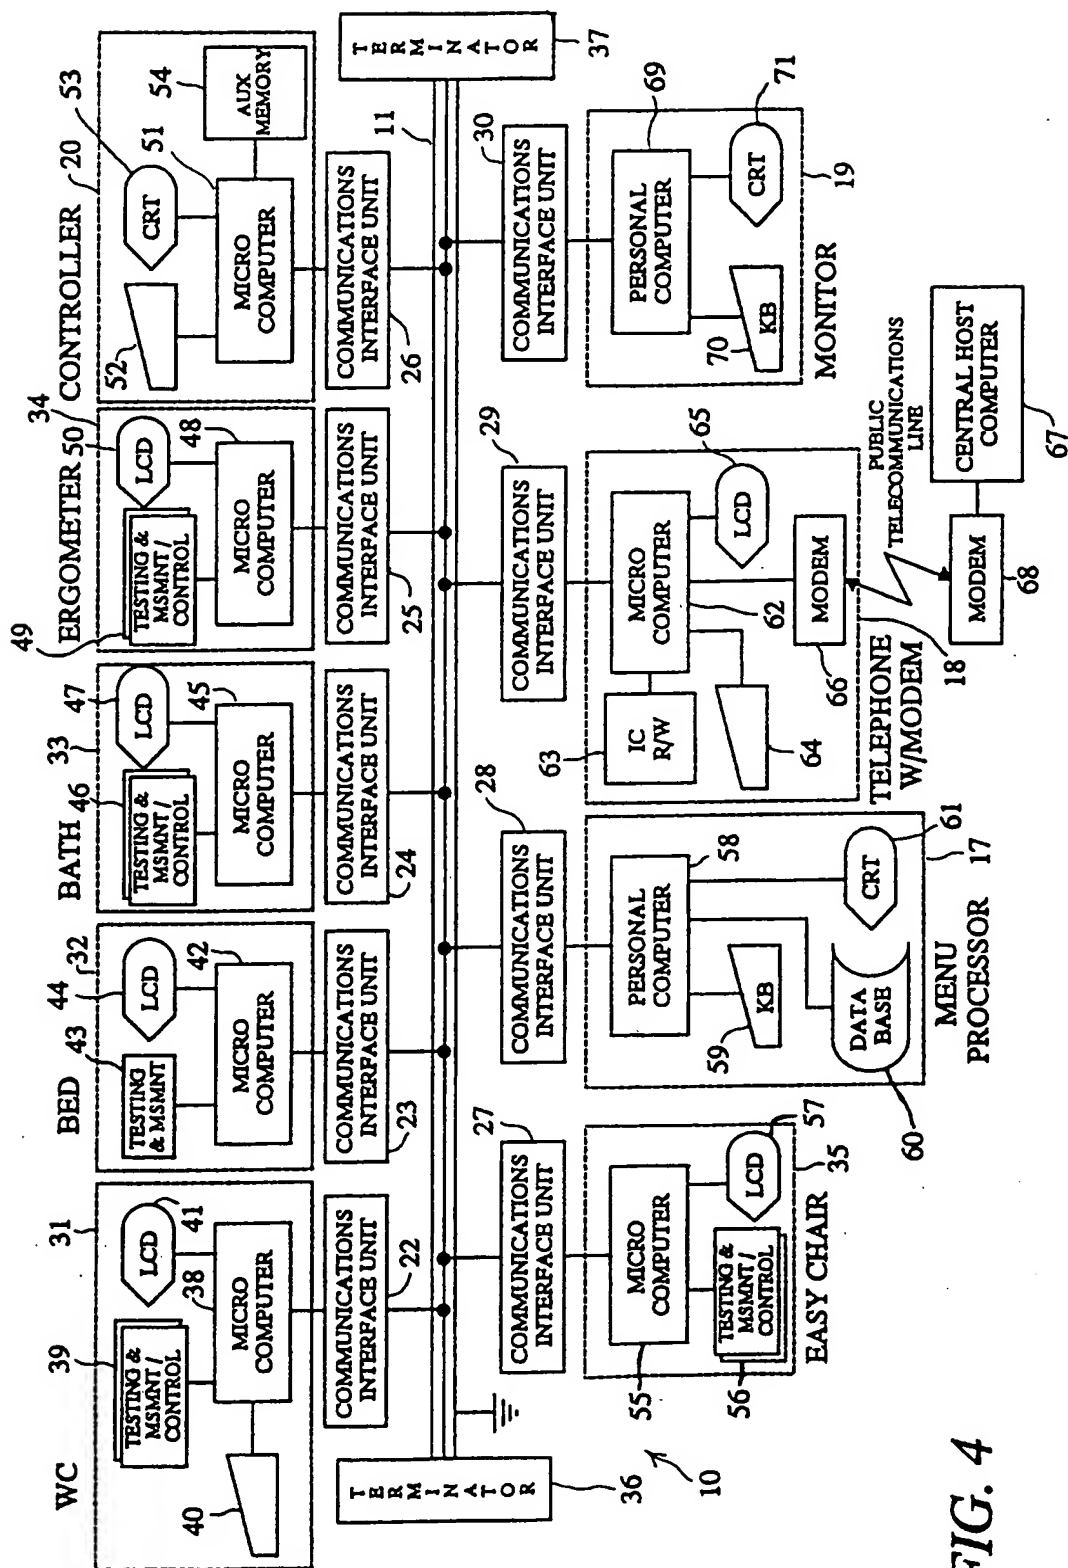 WC
31
39
TESTING &
MSMNT /
CONTROL
LCD
41
40
38
MICRO
COMPUTER
COMMUNICATIONS
INTERFACE UNIT
22
BED
32
43
TESTING
& MSMNT
44
LCD
42
MICRO
COMPUTER
COMMUNICATIONS
INTERFACE UNIT
23
BATH
33
46
TESTING &
MSMNT /
CONTROL
47
LCD
45
MICRO
COMPUTER
COMMUNICATIONS
INTERFACE UNIT
24
ERGOMETER
34
49
TESTING &
MSMNT /
CONTROL
50
LCD
48
MICRO
COMPUTER
COMMUNICATIONS
INTERFACE UNIT
25
CONTROLLER
20
52
53
CRT
54
AUX
MEMORY
51
MICRO
COMPUTER
COMMUNICATIONS
INTERFACE UNIT
26
TERMINATOR
36
11
TERMINATOR
37
10
27
COMMUNICATIONS
INTERFACE UNIT
MICRO
COMPUTER
55
TESTING &
MSMNT /
CONTROL
56
LCD
57
35
EASY CHAIR
28
COMMUNICATIONS
INTERFACE UNIT
PERSONAL
COMPUTER
58
KB
59
DATA
BASE
60
CRT
61
17
MENU
PROCESSOR
29
COMMUNICATIONS
INTERFACE UNIT
63
IC
R/W
MICRO
COMPUTER
62
64
LCD
65
MODEM
66
TELEPHONE
W/MODEM
18
PUBLIC
TELECOMMUNICATIONS
LINE
MODEM
68
CENTRAL HOST
COMPUTER
67
30
COMMUNICATIONS
INTERFACE UNIT
PERSONAL
COMPUTER
69
70
KB
CRT
71
19
MONITOR
FIG. 4